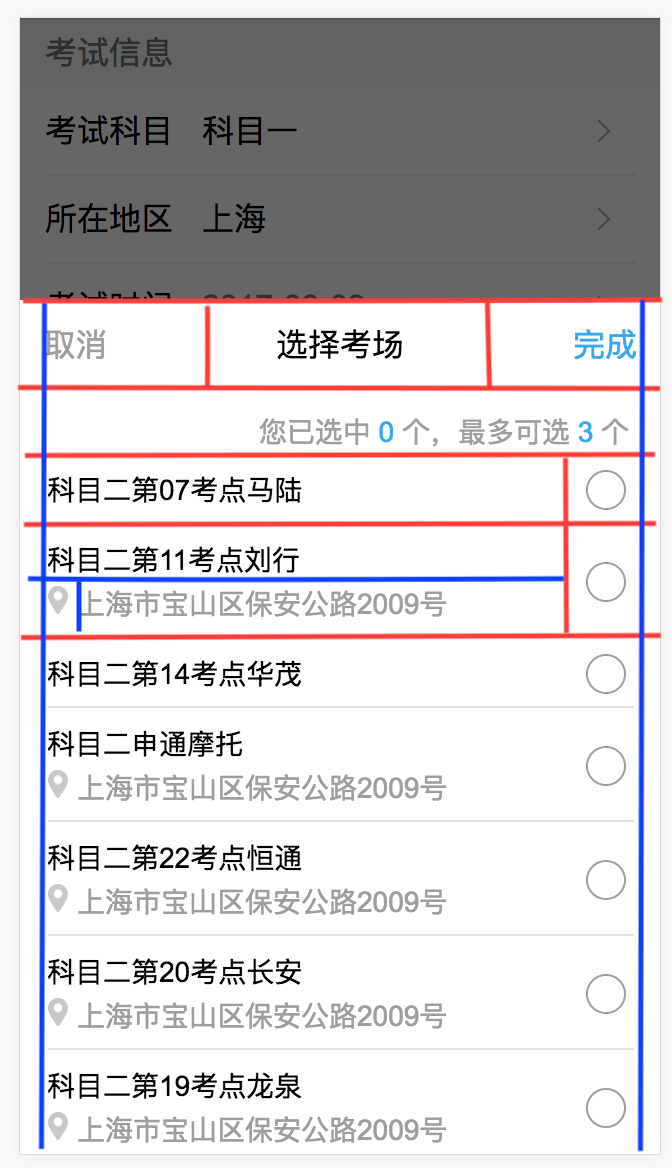 考试信息
考试科目 科目一
所在地区 上海
考试时间
取消 选择考场 完成
您已选中 0 个，最多可选 3 个
科目二第07考点马陆
科目二第11考点刘行
上海市宝山区保安公路2009号
科目二第14考点华茂
科目二申通摩托
上海市宝山区保安公路2009号
科目二第22考点恒通
上海市宝山区保安公路2009号
科目二第20考点长安
上海市宝山区保安公路2009号
科目二第19考点龙泉
上海市宝山区保安公路2009号